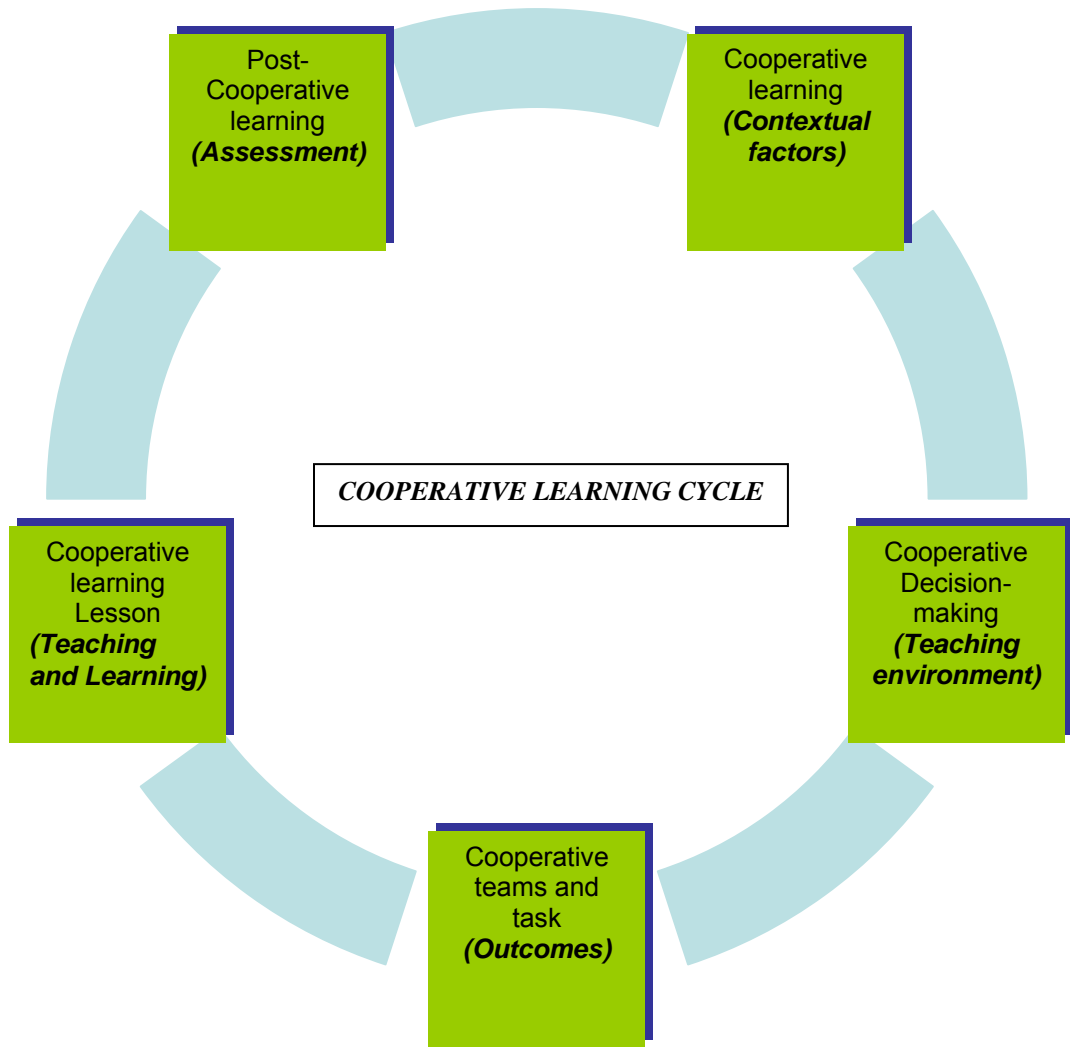 Post-
Cooperative
learning
(Assessment)
Cooperative
learning
(Contextual
factors)
COOPERATIVE LEARNING CYCLE
Cooperative
learning
Lesson
(Teaching
and Learning)
Cooperative
Decision-
making
(Teaching
environment)
Cooperative
teams and
task
(Outcomes)